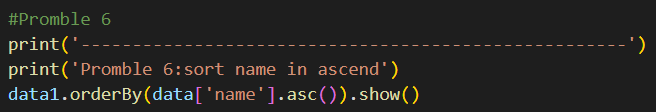 #Promble 6
print('-----------------------------------------------------')
print('Promble 6:sort name in ascend')
data1.orderBy(data['name'].asc()).show()